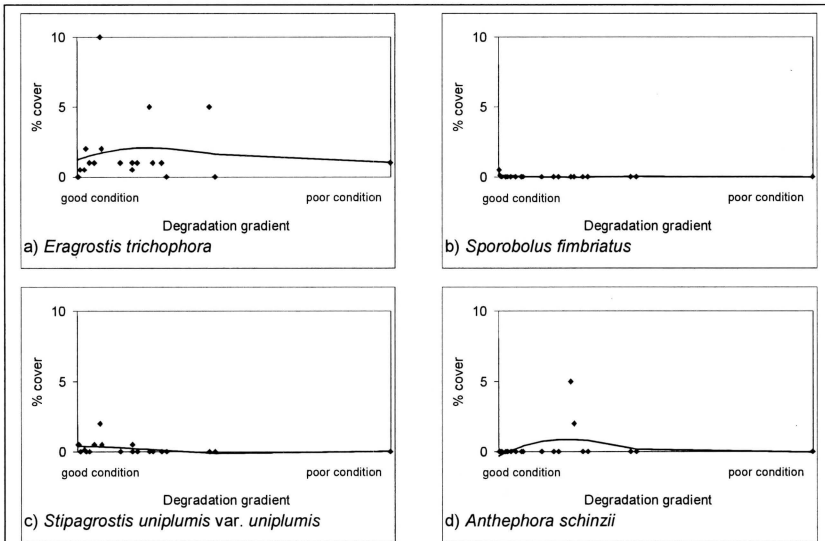 10
5
0
% cover
good condition
poor condition
Degradation gradient
a) Eragrostis trichophora
10
5
0
% cover
good condition
poor condition
Degradation gradient
b) Sporobolus fimbriatus
10
5
0
% cover
good condition
poor condition
Degradation gradient
c) Stipagrostis uniplumis var. uniplumis
10
5
0
% cover
good condition
poor condition
Degradation gradient
d) Anthephora schinzii